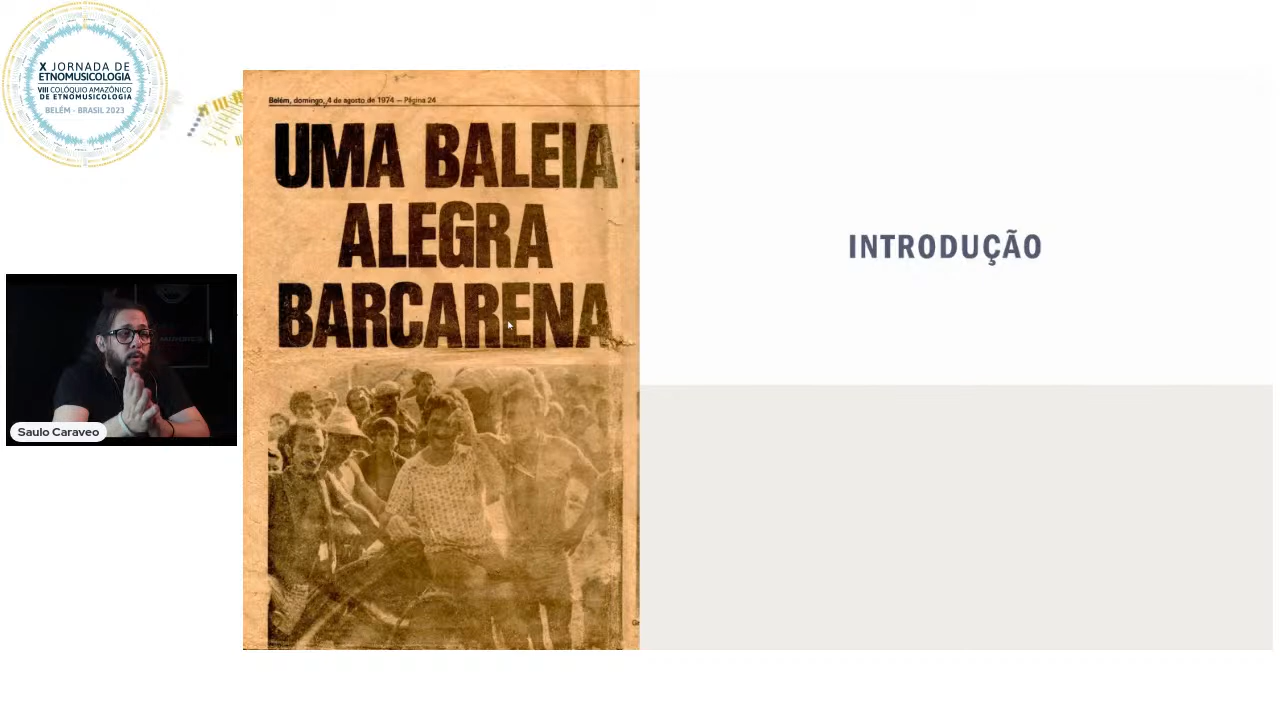 X JORNADA DE
ETNOMUSICOLOGIA
VIII COLÓQUIO AMAZÔNICO
DE ETNOMUSICOLOGIA
BELÉM - BRASIL 2023
Belém, domingo, 4 de agosto de 1974 — Página 24
UMA BALEIA
ALEGRA
BARCARENA
INTRODUÇÃO
Saulo Caraveo